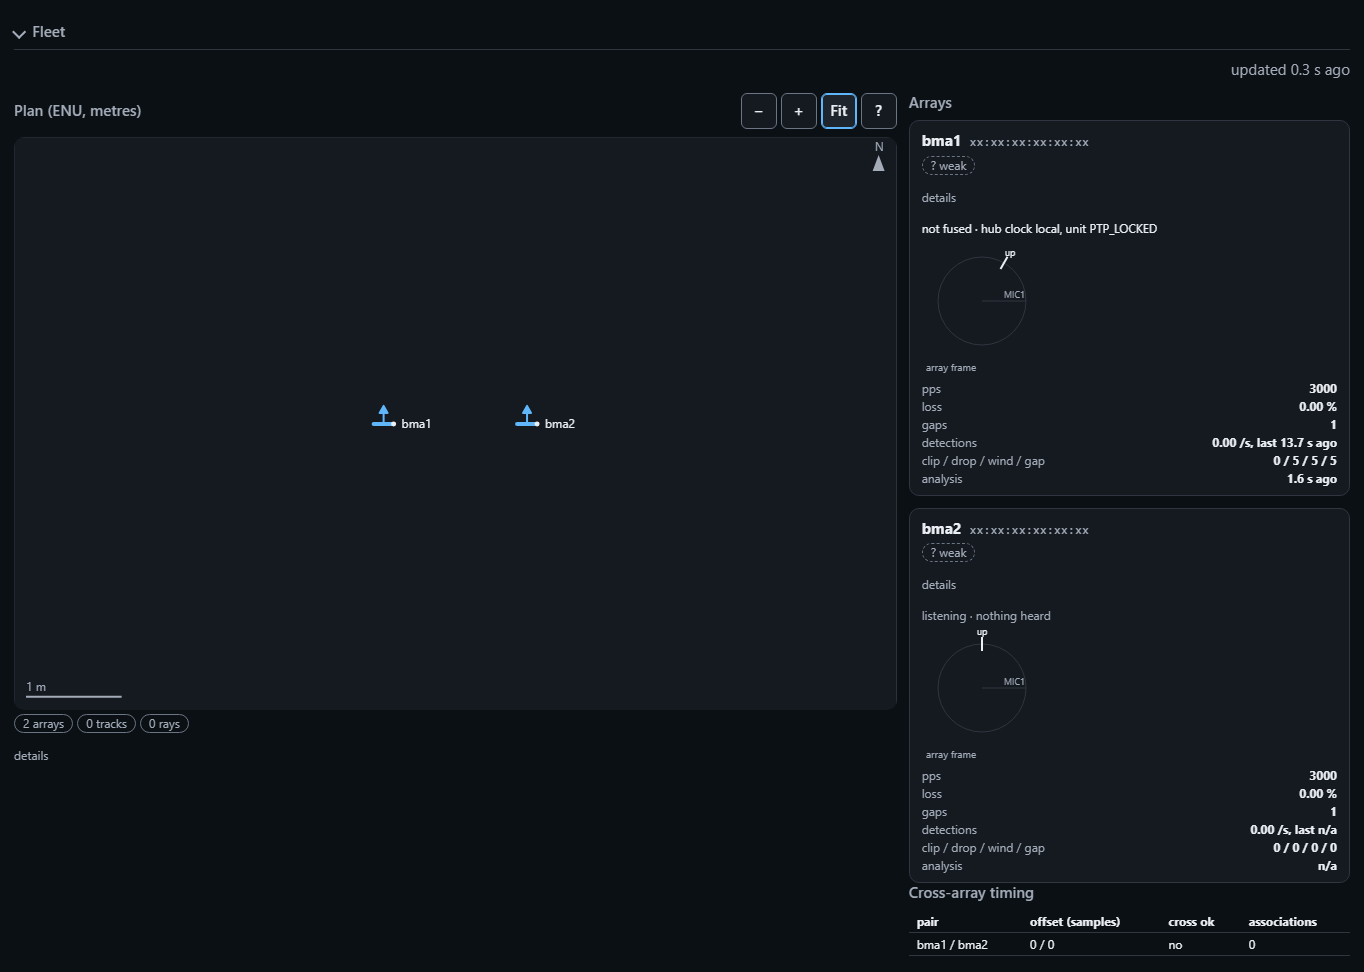 Fleet
updated 0.3 s ago
Plan (ENU, metres)
− + Fit ?
N
bma1
bma2
1 m
2 arrays 0 tracks 0 rays
details
Arrays
bma1 xx:xx:xx:xx:xx:xx
? weak
details
not fused · hub clock local, unit PTP_LOCKED
up
MIC1
array frame
pps 3000
loss 0.00 %
gaps 1
detections 0.00 /s, last 13.7 s ago
clip / drop / wind / gap 0 / 5 / 5 / 5
analysis 1.6 s ago
bma2 xx:xx:xx:xx:xx:xx
? weak
details
listening · nothing heard
up
MIC1
array frame
pps 3000
loss 0.00 %
gaps 1
detections 0.00 /s, last n/a
clip / drop / wind / gap 0 / 0 / 0 / 0
analysis n/a
Cross-array timing
pair offset (samples) cross ok associations
bma1 / bma2 0 / 0 no 0